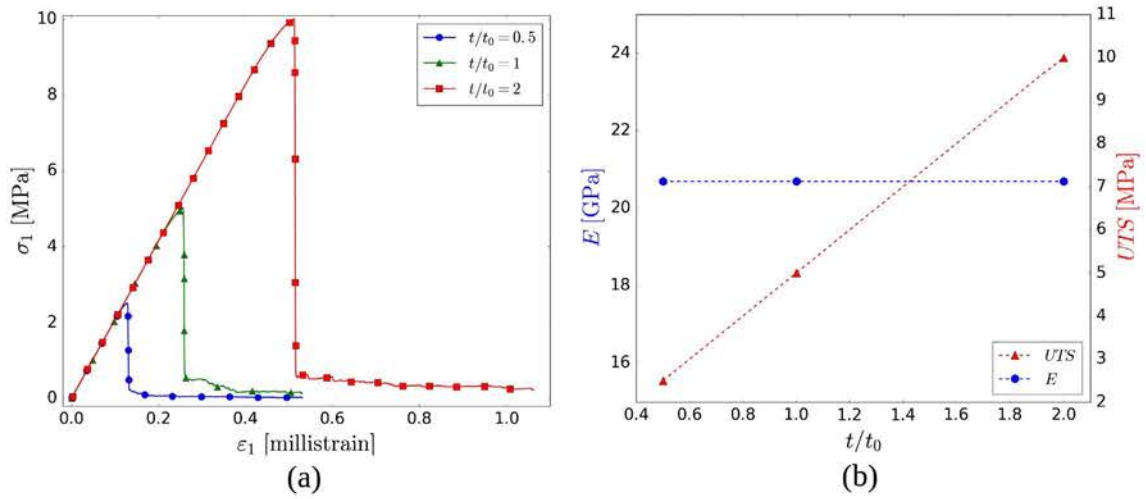 10
8
6
4
2
0
0.0 0.2 0.4 0.6 0.8 1.0
σ₁ [MPa]
ε₁ [millistrain]
t/t₀ = 0.5
t/t₀ = 1
t/t₀ = 2
(a)
24
22
20
18
16
E [GPa]
11
10
9
8
7
6
5
4
3
2
UTS [MPa]
UTS
E
0.4 0.6 0.8 1.0 1.2 1.4 1.6 1.8 2.0
t/t₀
(b)